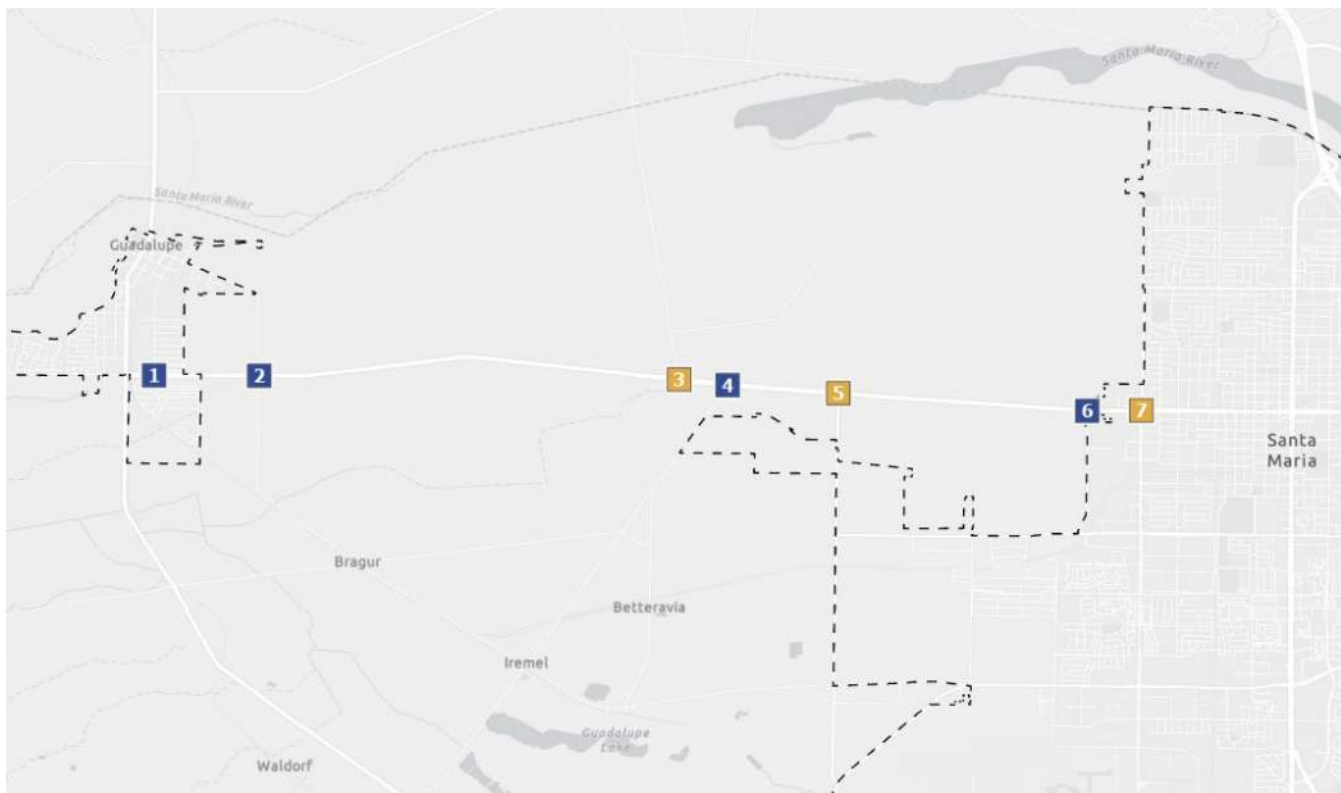 Santa Maria River
Santa Maria River
Guadalupe
1
2
3
4
5
6
7
Santa
Maria
Bragur
Betteravia
Iremel
Guadalupe
Lake
Waldorf